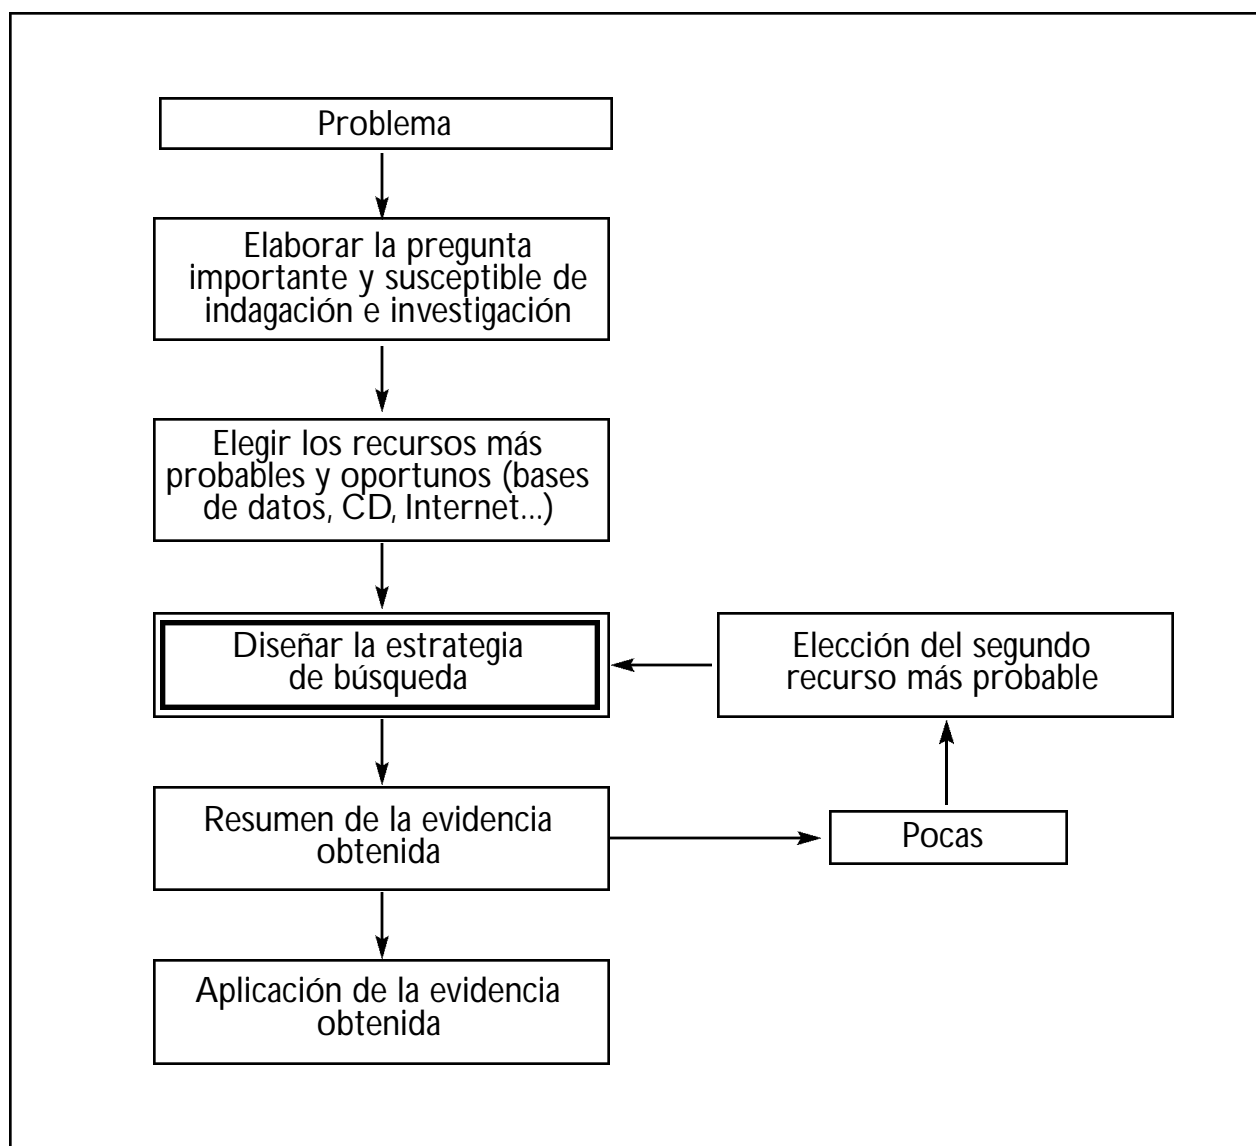 Problema
Elaborar la pregunta
importante y susceptible de
indagación e investigación
Elegir los recursos más
probables y oportunos (bases
de datos, CD, Internet...)
Diseñar la estrategia
de búsqueda
Elección del segundo
recurso más probable
Resumen de la evidencia
obtenida
Pocas
Aplicación de la evidencia
obtenida